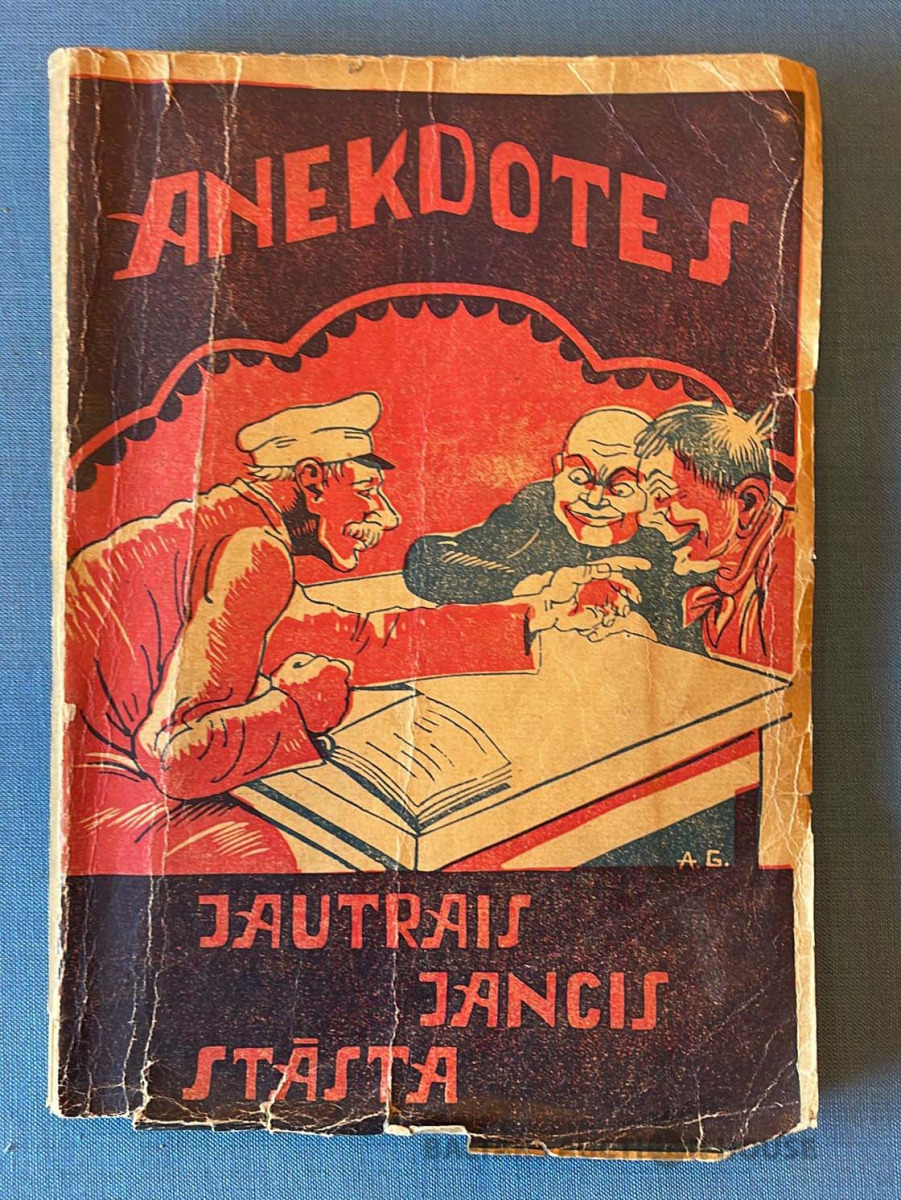 ANEKDOTES
A. G.
JAUTRAIS
JANCIS
STĀSTA